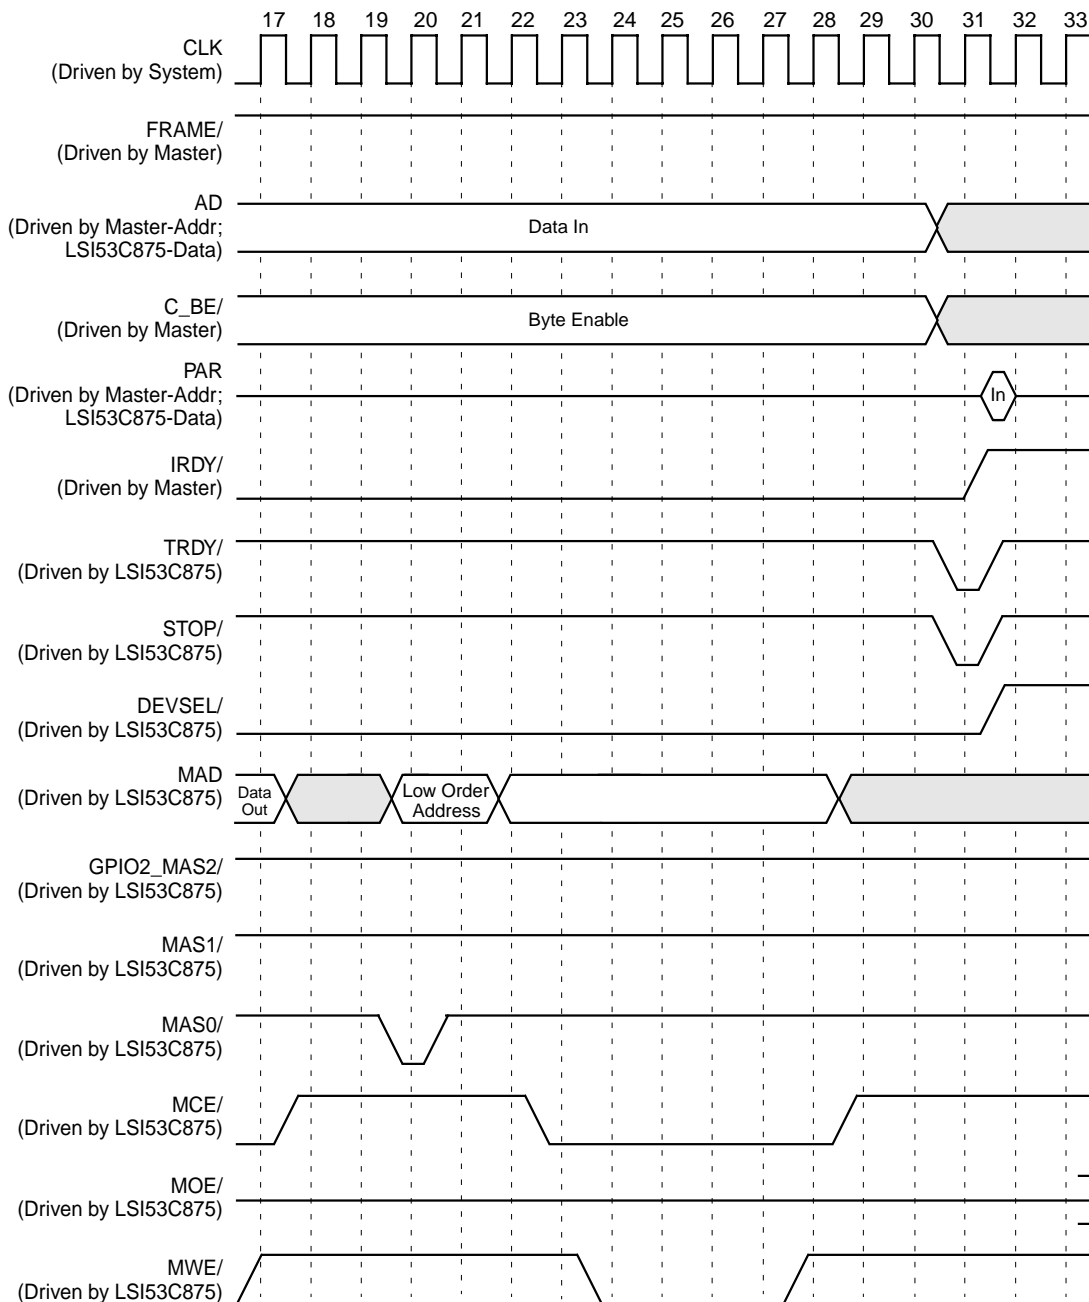 17 18 19 20 21 22 23 24 25 26 27 28 29 30 31 32 33
CLK
(Driven by System)
FRAME/
(Driven by Master)
AD
(Driven by Master-Addr;
LSI53C875-Data)
Data In
C_BE/
(Driven by Master)
Byte Enable
PAR
(Driven by Master-Addr;
LSI53C875-Data)
In
IRDY/
(Driven by Master)
TRDY/
(Driven by LSI53C875)
STOP/
(Driven by LSI53C875)
DEVSEL/
(Driven by LSI53C875)
MAD
(Driven by LSI53C875)
Data
Out
Low Order
Address
GPIO2_MAS2/
(Driven by LSI53C875)
MAS1/
(Driven by LSI53C875)
MAS0/
(Driven by LSI53C875)
MCE/
(Driven by LSI53C875)
MOE/
(Driven by LSI53C875)
MWE/
(Driven by LSI53C875)